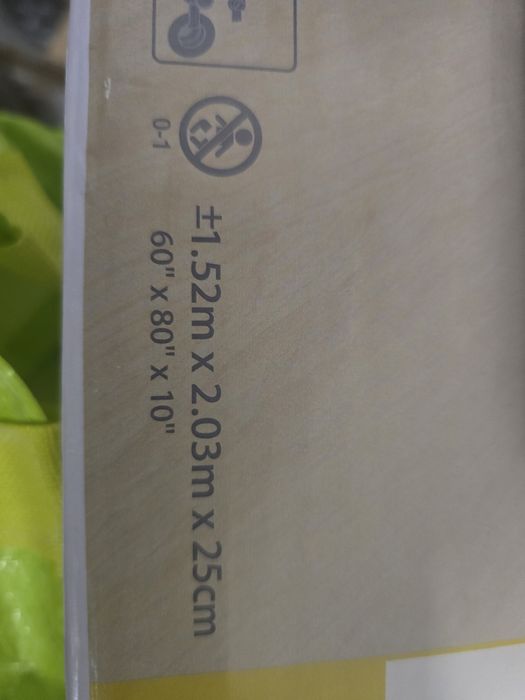 0-1
±1.52m x 2.03m x 25cm
60" x 80" x 10"